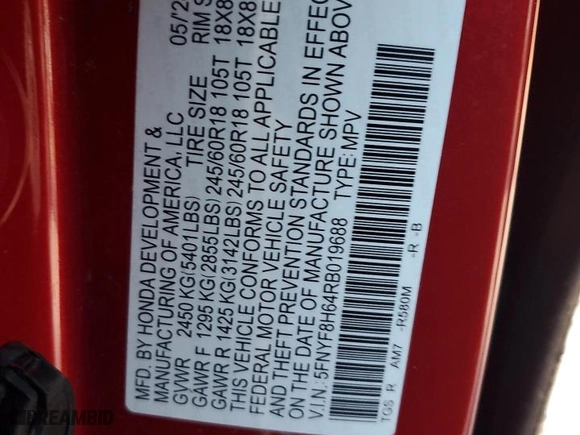 MFD. BY HONDA DEVELOPMENT &
MANUFACTURING OF AMERICA, LLC 05/'2
GVWR 2450 KG(5401LBS) TIRE SIZE RIM S
GAWR F 1295 KG(2855LBS) 245/60R18 105T 18X8
GAWR R 1425 KG(3142LBS) 245/60R18 105T 18X8
THIS VEHICLE CONFORMS TO ALL APPLICABLE
FEDERAL MOTOR VEHICLE SAFETY
AND THEFT PREVENTION STANDARDS IN EFFEC
ON THE DATE OF MANUFACTURE SHOWN ABOV
V.I.N.: 5FNYF8H64RB019688 TYPE: MPV
TGS R AM7 -R580M -R -B
BREAMBID